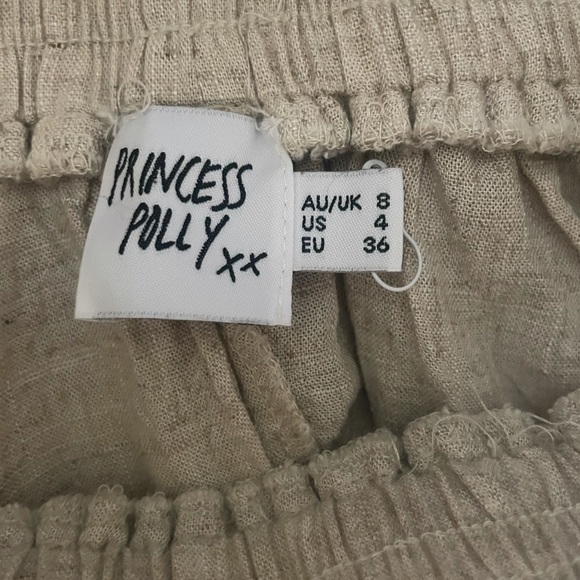 PRINCESS
POLLY
xx
AU/UK 8
US 4
EU 36